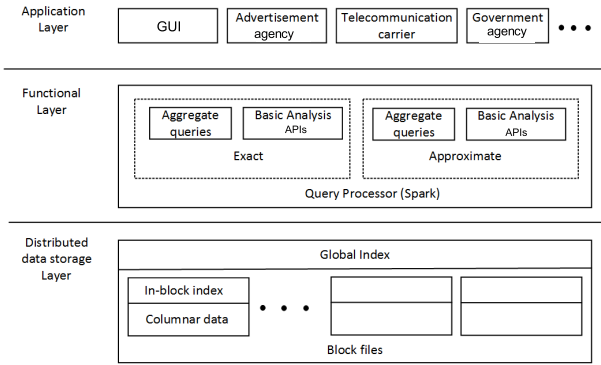 Application
Layer
GUI
Advertisement
agency
Telecommunication
carrier
Government
agency
Functional
Layer
Aggregate
queries
Basic Analysis
APIs
Exact
Aggregate
queries
Basic Analysis
APIs
Approximate
Query Processor (Spark)
Distributed
data storage
Layer
Global Index
In-block index
Columnar data
Block files